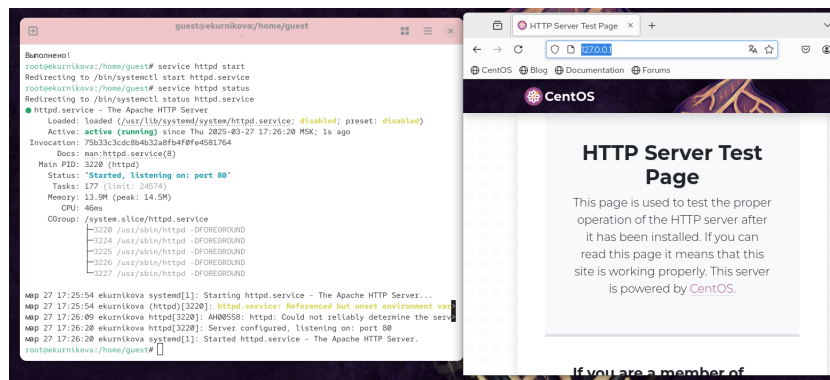 guest@ekurnikova:/home/guest
Выполнено!
root@ekurnikova:/home/guest# service httpd start
Redirecting to /bin/systemctl start httpd.service
root@ekurnikova:/home/guest# service httpd status
Redirecting to /bin/systemctl status httpd.service
● httpd.service - The Apache HTTP Server
Loaded: loaded (/usr/lib/systemd/system/httpd.service; disabled; preset: disabled)
Active: active (running) since Thu 2025-03-27 17:26:20 MSK; 1s ago
Invocation: 75b33c3cdc8b4b32a8fb4f0fe4581764
Docs: man:httpd.service(8)
Main PID: 3220 (httpd)
Status: "Started, listening on: port 80"
Tasks: 177 (limit: 24574)
Memory: 13.9M (peak: 14.5M)
CPU: 46ms
CGroup: /system.slice/httpd.service
├─3220 /usr/sbin/httpd -DFOREGROUND
├─3224 /usr/sbin/httpd -DFOREGROUND
├─3225 /usr/sbin/httpd -DFOREGROUND
├─3226 /usr/sbin/httpd -DFOREGROUND
└─3227 /usr/sbin/httpd -DFOREGROUND
мар 27 17:25:54 ekurnikova systemd[1]: Starting httpd.service - The Apache HTTP Server...
мар 27 17:25:54 ekurnikova (httpd)[3220]: httpd.service: Referenced but unset environment var>
мар 27 17:26:09 ekurnikova httpd[3220]: AH00558: httpd: Could not reliably determine the serv>
мар 27 17:26:20 ekurnikova httpd[3220]: Server configured, listening on: port 80
мар 27 17:26:20 ekurnikova systemd[1]: Started httpd.service - The Apache HTTP Server.
root@ekurnikova:/home/guest#
HTTP Server Test Page
127.0.0.1
CentOS Blog Documentation Forums
CentOS
HTTP Server Test
Page
This page is used to test the proper
operation of the HTTP server after
it has been installed. If you can
read this page it means that this
site is working properly. This server
is powered by CentOS.
If you are a member of